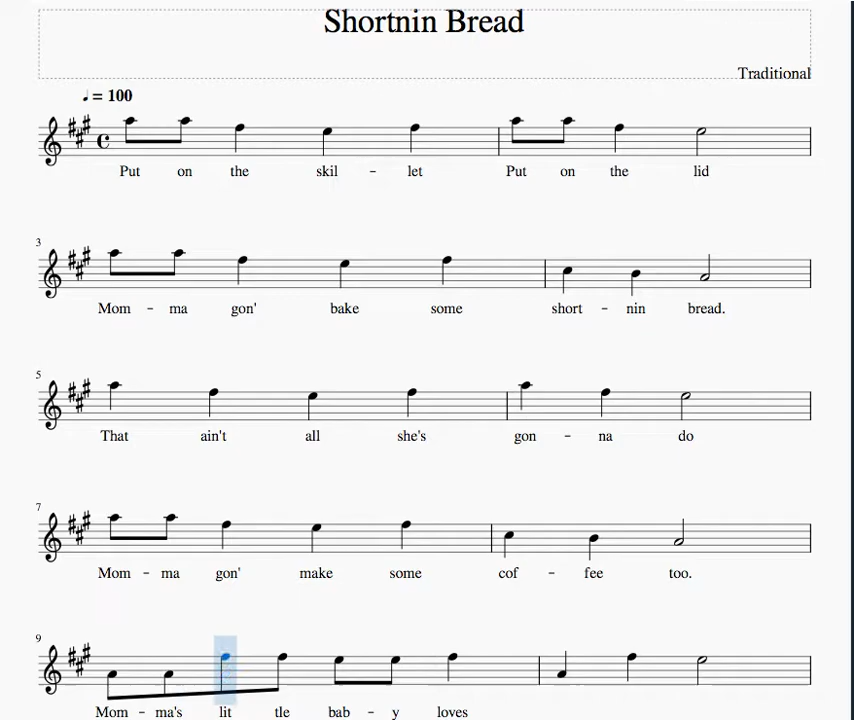 Shortnin Bread
Traditional
♩ = 100
Put on the skil - let Put on the lid
3
Mom - ma gon' bake some short - nin bread.
5
That ain't all she's gon - na do
7
Mom - ma gon' make some cof - fee too.
9
Mom - ma's lit tle bab - y loves